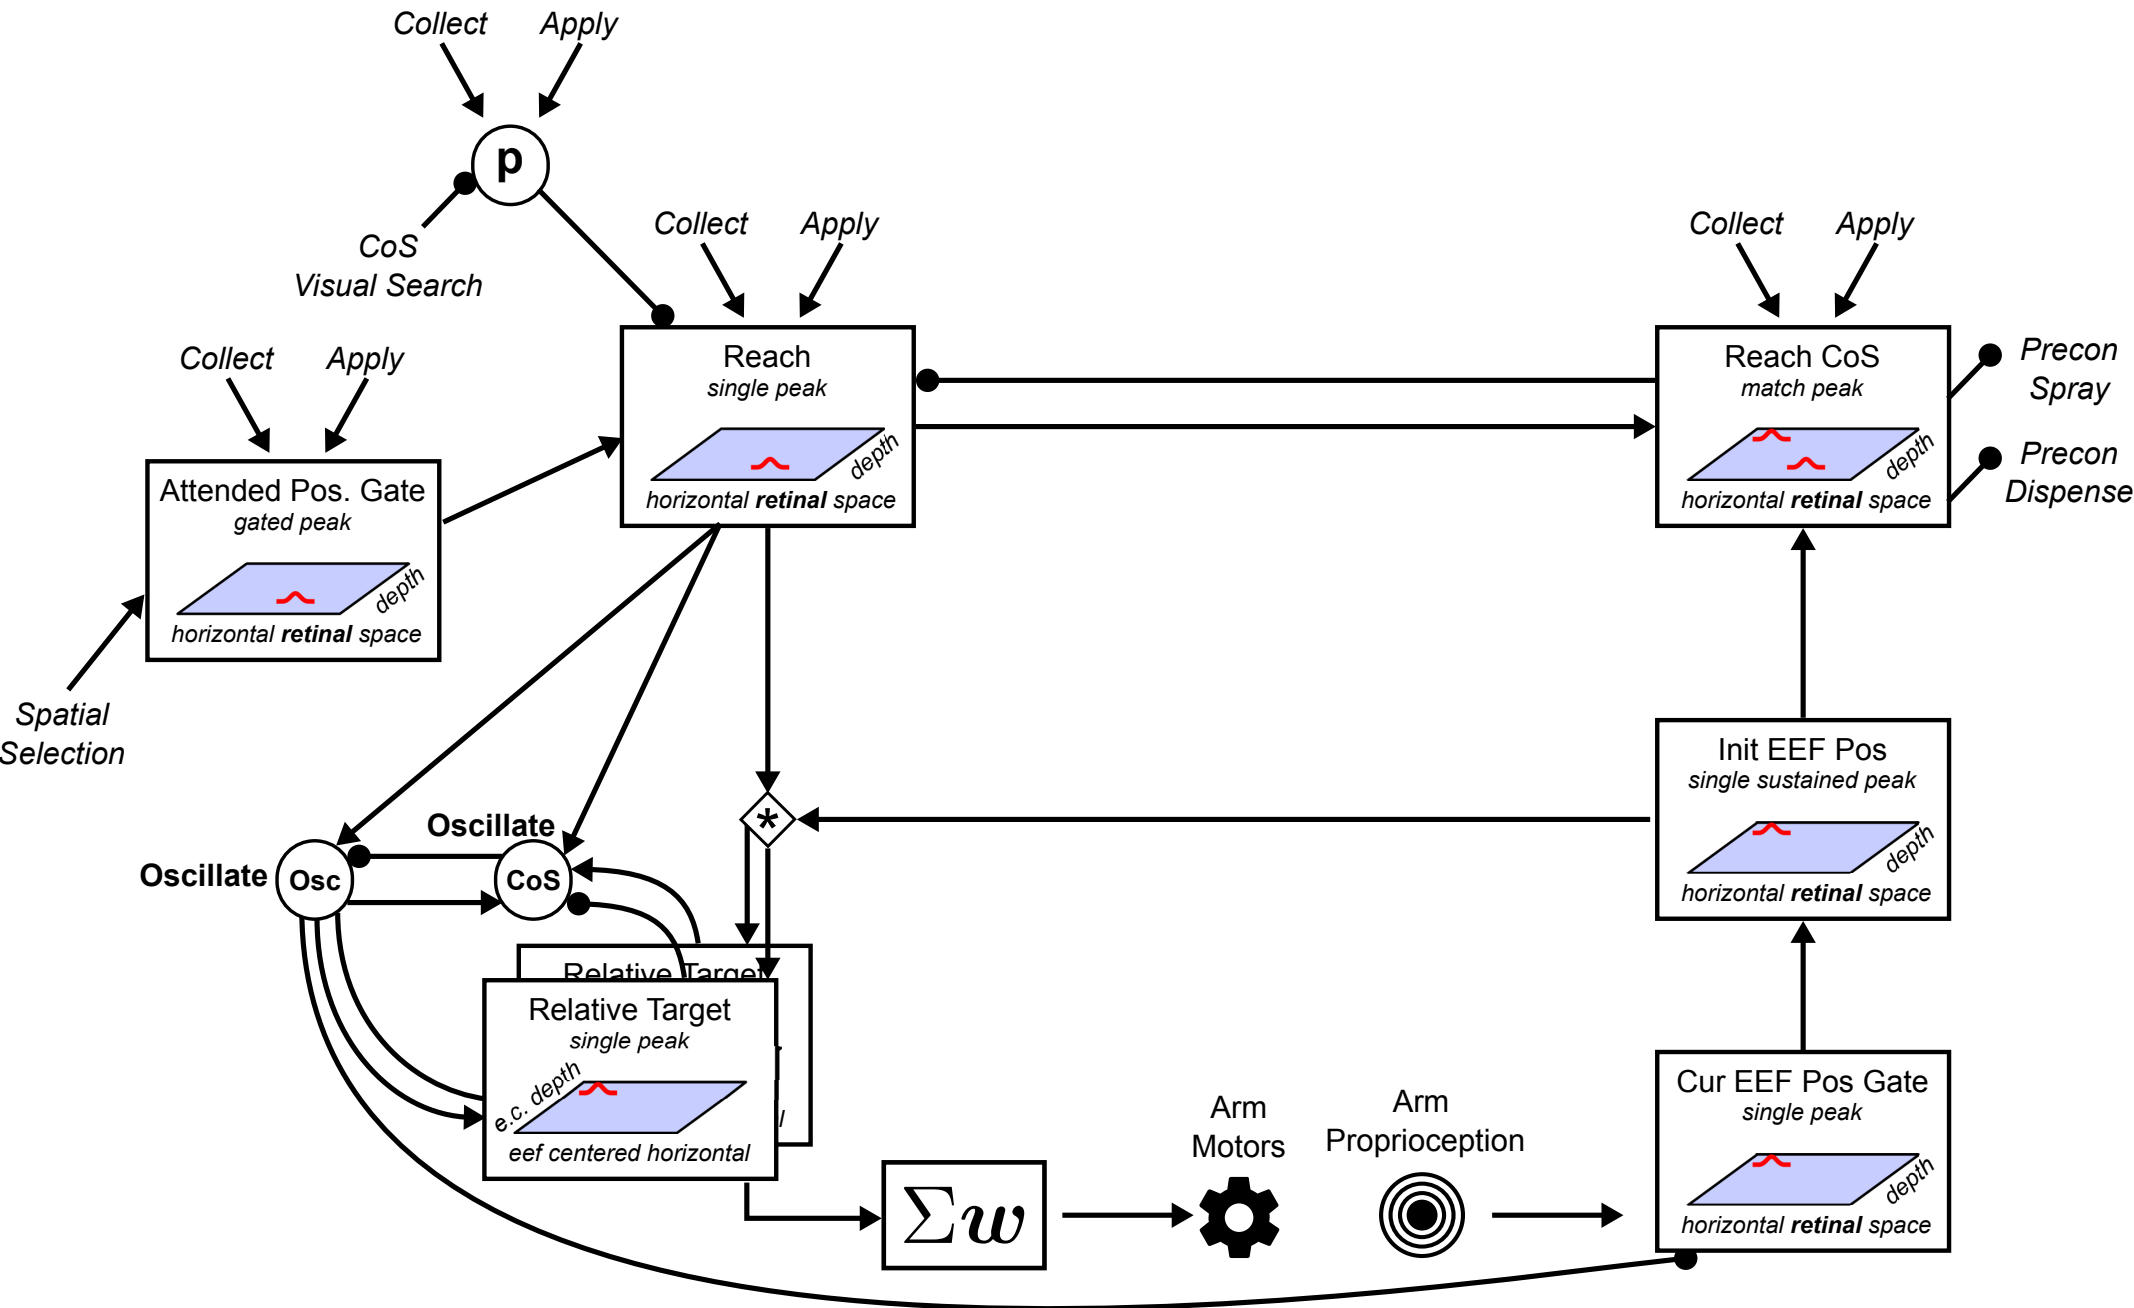 Collect
Apply
p
CoS
Visual Search
Collect
Apply
Collect
Apply
Reach
single peak
depth
horizontal retinal space
Reach CoS
match peak
depth
horizontal retinal space
Precon
Spray
Precon
Dispense
Collect
Apply
Attended Pos. Gate
gated peak
depth
horizontal retinal space
Spatial
Selection
Init EEF Pos
single sustained peak
depth
horizontal retinal space
*
Oscillate
Oscillate
Osc
CoS
Relative Target
Relative Target
single peak
e.c. depth
eef centered horizontal
l
Σw
Arm
Motors
Arm
Proprioception
Cur EEF Pos Gate
single peak
depth
horizontal retinal space